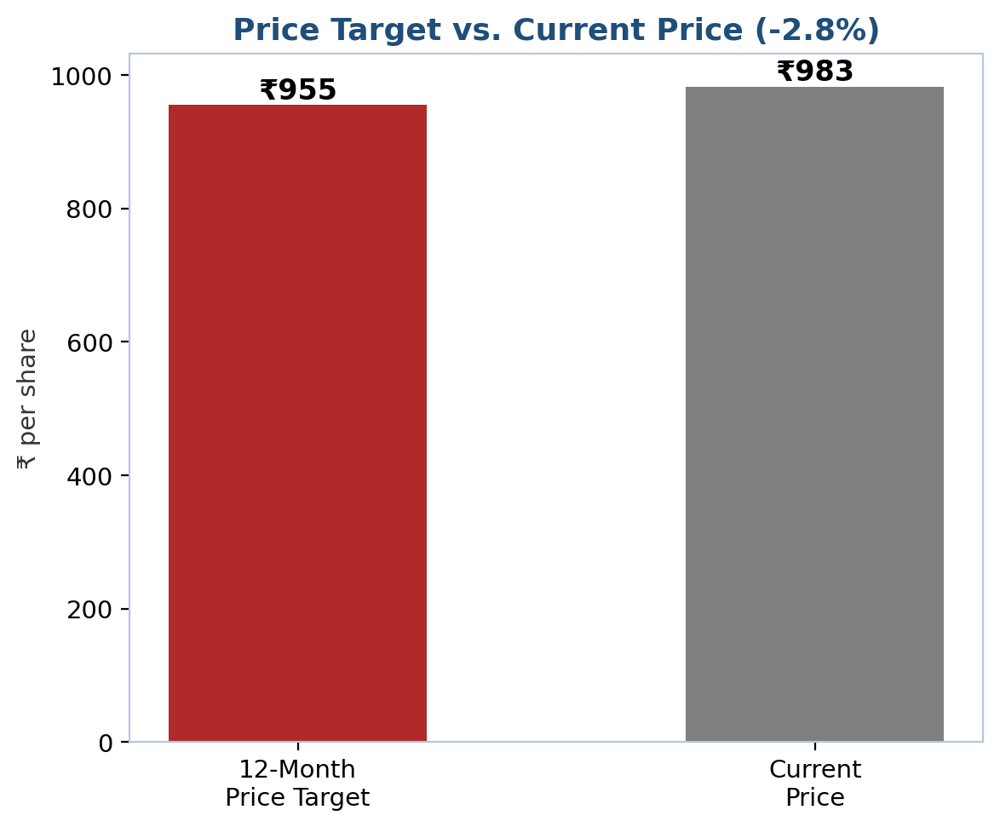 Price Target vs. Current Price (-2.8%)
₹ per share
1000
800
600
400
200
0
₹955
₹983
12-Month
Price Target
Current
Price